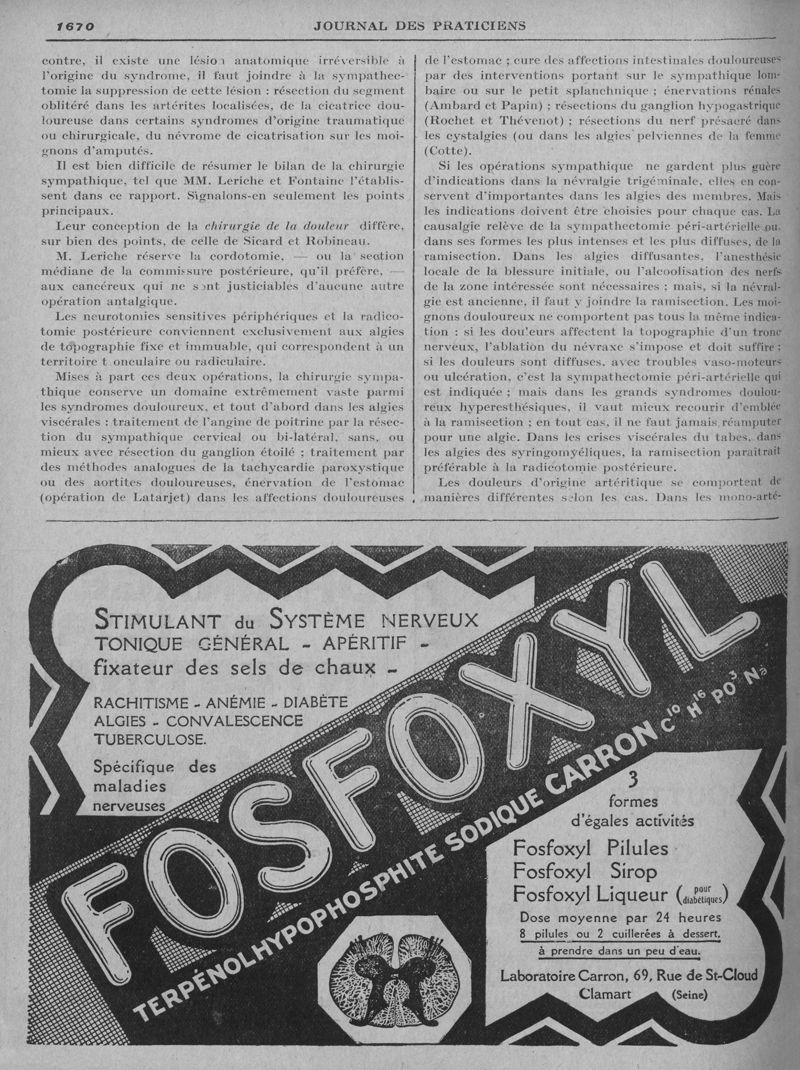 1670
JOURNAL DES PRATICIENS
contre, il existe une lésion anatomique irréversible à
l'origine du syndrome, il faut joindre à la sympathec-
tomie la suppression de cette lésion : résection du segment
oblitéré dans les artérites localisées, de la cicatrice dou-
loureuse dans certains syndromes d'origine traumatique
ou chirurgicale, du névrome de cicatrisation sur les moi-
gnons d'amputés.
Il est bien difficile de résumer le bilan de la chirurgie
sympathique, tel que MM. Leriche et Fontaine l'établis-
sent dans ce rapport. Signalons-en seulement les points
principaux.
Leur conception de la chirurgie de la douleur diffère,
sur bien des points, de celle de Sicard et Robineau.
M. Leriche réserve la cordotomie, — ou la section
médiane de la commissure postérieure, qu'il préfère, —
aux cancéreux qui ne sont justiciables d'aucune autre
opération antalgique.
Les neurotomies sensitives périphériques et la radico-
tomie postérieure conviennent exclusivement aux algies
de topographie fixe et immuable, qui correspondent à un
territoire t onculaire ou radiculaire.
Mises à part ces deux opérations, la chirurgie sympa-
thique conserve un domaine extrêmement vaste parmi
les syndromes douloureux, et tout d'abord dans les algies
viscérales : traitement de l'angine de poitrine par la résec-
tion du sympathique cervical ou bi-latéral, sans, ou
mieux avec résection du ganglion étoilé ; traitement par
des méthodes analogues de la tachycardie paroxystique
ou des aortites douloureuses, énervation de l'estomac
(opération de Latarjet) dans les affections douloureuses
de l'estomac ; cure des affections intestinales douloureuses
par des interventions portant sur le sympathique lom-
baire ou sur le petit splanchnique ; énervations rénales
(Ambard et Papin) ; résections du ganglion hypogastrique
(Rochet et Thévenot) ; résections du nerf présacré dans
les cystalgies (ou dans les algies pelviennes de la femme
(Cotte).
Si les opérations sympathique ne gardent plus guère
d'indications dans la névralgie trigéminale, elles en con-
servent d'importantes dans les algies des membres. Mais
les indications doivent être choisies pour chaque cas. La
causalgie relève de la sympathectomie péri-artérielle ou,
dans ses formes les plus intenses et les plus diffuses, de la
ramisection. Dans les algies diffusantes, l'anesthésie
locale de la blessure initiale, ou l'alcoolisation des nerfs
de la zone intéressée sont nécessaires ; mais, si la névral-
gie est ancienne, il faut y joindre la ramisection. Les moi-
gnons douloureux ne comportent pas tous la même indica-
tion : si les douleurs affectent la topographie d'un tronc
nerveux, l'ablation du névraxe s'impose et doit suffire ;
si les douleurs sont diffuses, avec troubles vaso-moteurs
ou ulcération, c'est la sympathectomie péri-artérielle qui
est indiquée ; mais dans les grands syndromes doulou-
reux hyperesthésiques, il vaut mieux recourir d'emblée
à la ramisection ; en tout cas, il ne faut jamais réamputer
pour une algie. Dans les crises viscérales du tabes, dans
les algies des syringomyéliques, la ramisection paraîtrait
préférable à la radicotomie postérieure.
Les douleurs d'origine artéritique se comportent de
manières différentes selon les cas. Dans les mono-arté-
STIMULANT du SYSTÈME NERVEUX
TONIQUE GÉNÉRAL - APÉRITIF -
fixateur des sels de chaux -
RACHITISME - ANÉMIE - DIABÈTE
ALGIES - CONVALESCENCE
TUBERCULOSE.
Spécifique des
maladies
nerveuses
FOSFOXYL
TERPÉNOLHYPOPHOSPHITE SODIQUE CARRON C10 H16 PO3 Na
3
formes
d'égales activités
Fosfoxyl Pilules
Fosfoxyl Sirop
Fosfoxyl Liqueur (pour diabétiques)
Dose moyenne par 24 heures
8 pilules ou 2 cuillerées à dessert,
à prendre dans un peu d'eau.
Laboratoire Carron, 69, Rue de St-Cloud
Clamart (Seine)